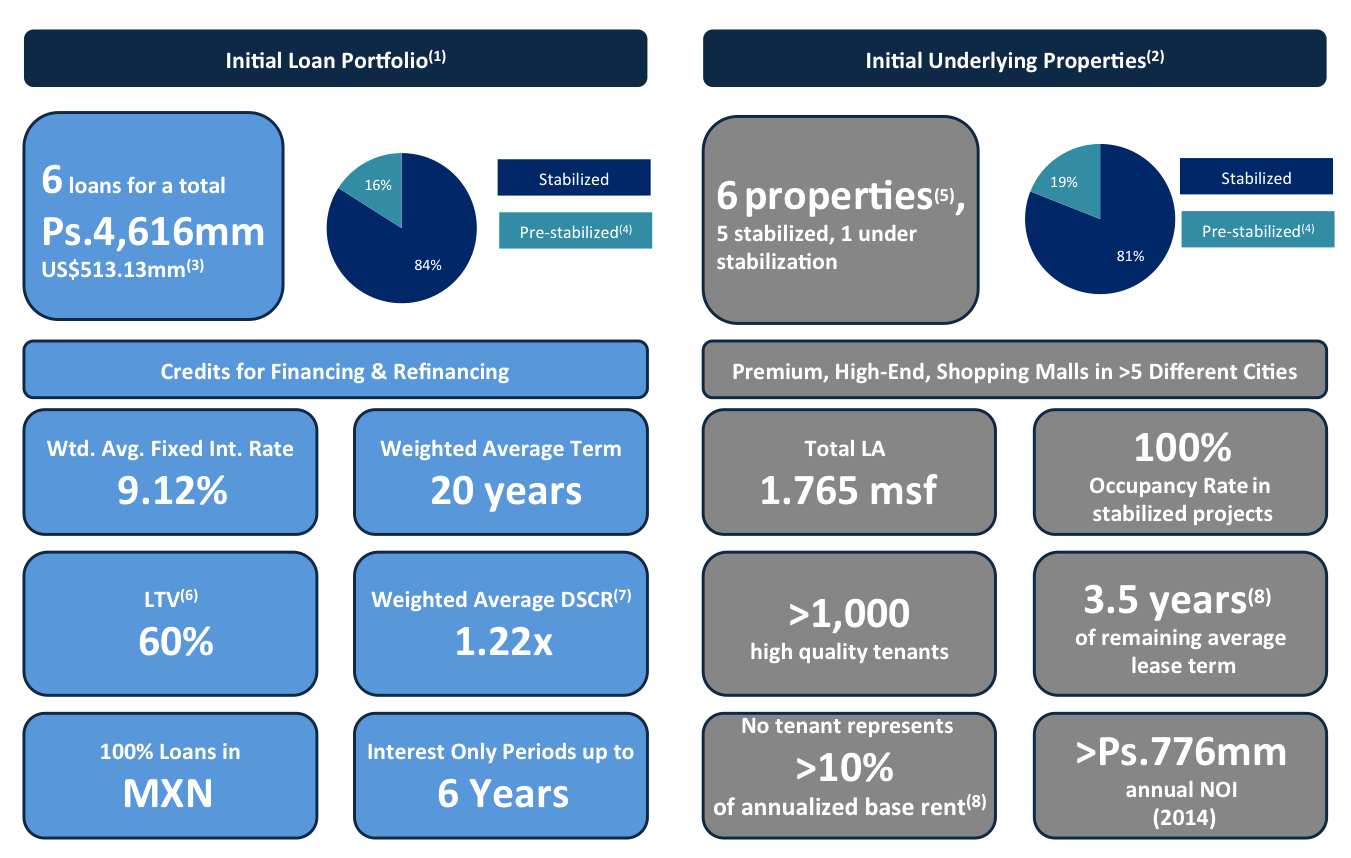 Initial Loan Portfolio(1)
6 loans for a total
Ps.4,616mm
US$513.13mm(3)
16%
84%
Stabilized
Pre-stabilized(4)
Credits for Financing & Refinancing
Wtd. Avg. Fixed Int. Rate
9.12%
Weighted Average Term
20 years
LTV(6)
60%
Weighted Average DSCR(7)
1.22x
100% Loans in
MXN
Interest Only Periods up to
6 Years
Initial Underlying Properties(2)
6 properties(5),
5 stabilized, 1 under
stabilization
19%
81%
Stabilized
Pre-stabilized(4)
Premium, High-End, Shopping Malls in >5 Different Cities
Total LA
1.765 msf
100%
Occupancy Rate in
stabilized projects
>1,000
high quality tenants
3.5 years(8)
of remaining average
lease term
No tenant represents
>10%
of annualized base rent(8)
>Ps.776mm
annual NOI
(2014)